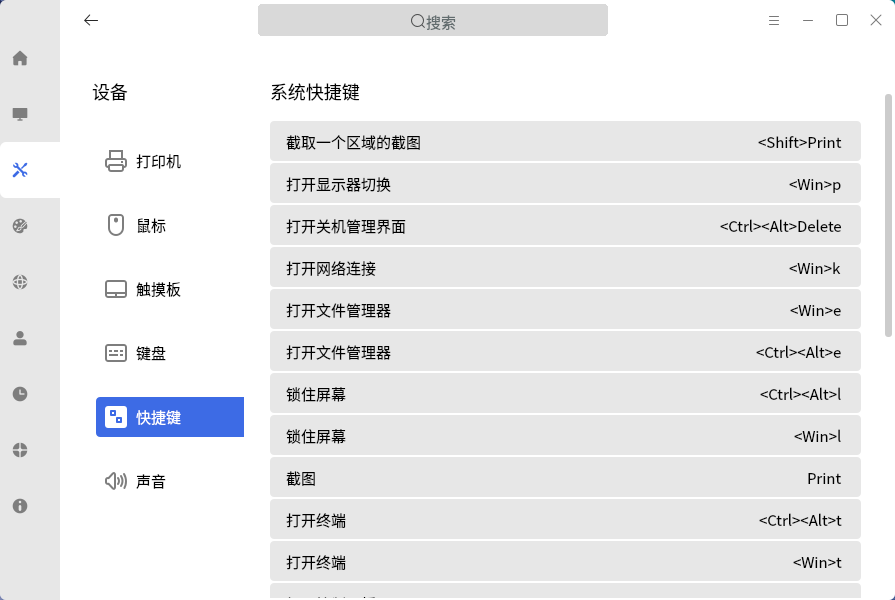 搜索
设备
打印机
鼠标
触摸板
键盘
快捷键
声音
系统快捷键
截取一个区域的截图 <Shift>Print
打开显示器切换 <Win>p
打开关机管理界面 <Ctrl><Alt>Delete
打开网络连接 <Win>k
打开文件管理器 <Win>e
打开文件管理器 <Ctrl><Alt>e
锁住屏幕 <Ctrl><Alt>l
锁住屏幕 <Win>l
截图 Print
打开终端 <Ctrl><Alt>t
打开终端 <Win>t